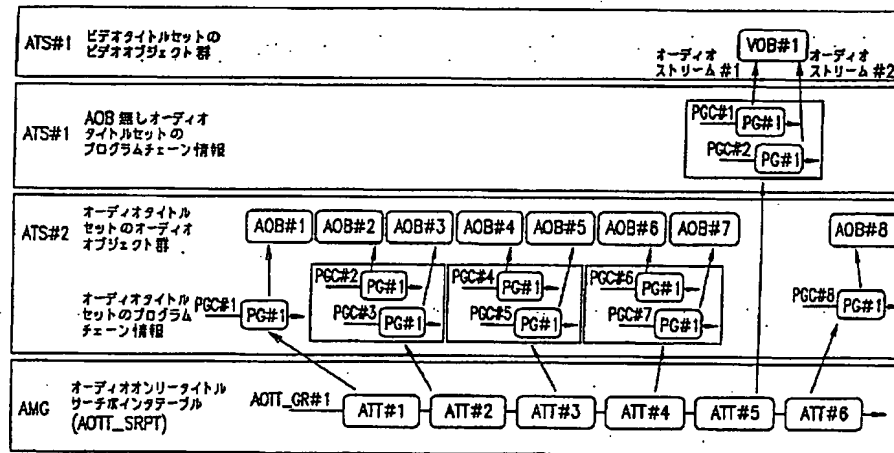 ATS#1
ビデオタイトルセットの
ビデオオブジェクト群
オーディオ
ストリーム #1
VOB#1
オーディオ
ストリーム #2
ATS#1
AOB 無しオーディオ
タイトルセットの
プログラムチェーン情報
PGC#1
PG#1
PGC#2
PG#1
ATS#2
オーディオタイトル
セットのオーディオ
オブジェクト群
AOB#1 AOB#2 AOB#3 AOB#4 AOB#5 AOB#6 AOB#7 AOB#8
オーディオタイトル
セットのプログラム
チェーン情報
PGC#1
PG#1
PGC#2
PG#1
PGC#3
PG#1
PGC#4
PG#1
PGC#5
PG#1
PGC#6
PG#1
PGC#7
PG#1
PGC#8
PG#1
AMG
オーディオオンリータイトル
サーチポインタテーブル
(AOTT_SRPT)
AOTT_GR#1
ATT#1 ATT#2 ATT#3 ATT#4 ATT#5 ATT#6